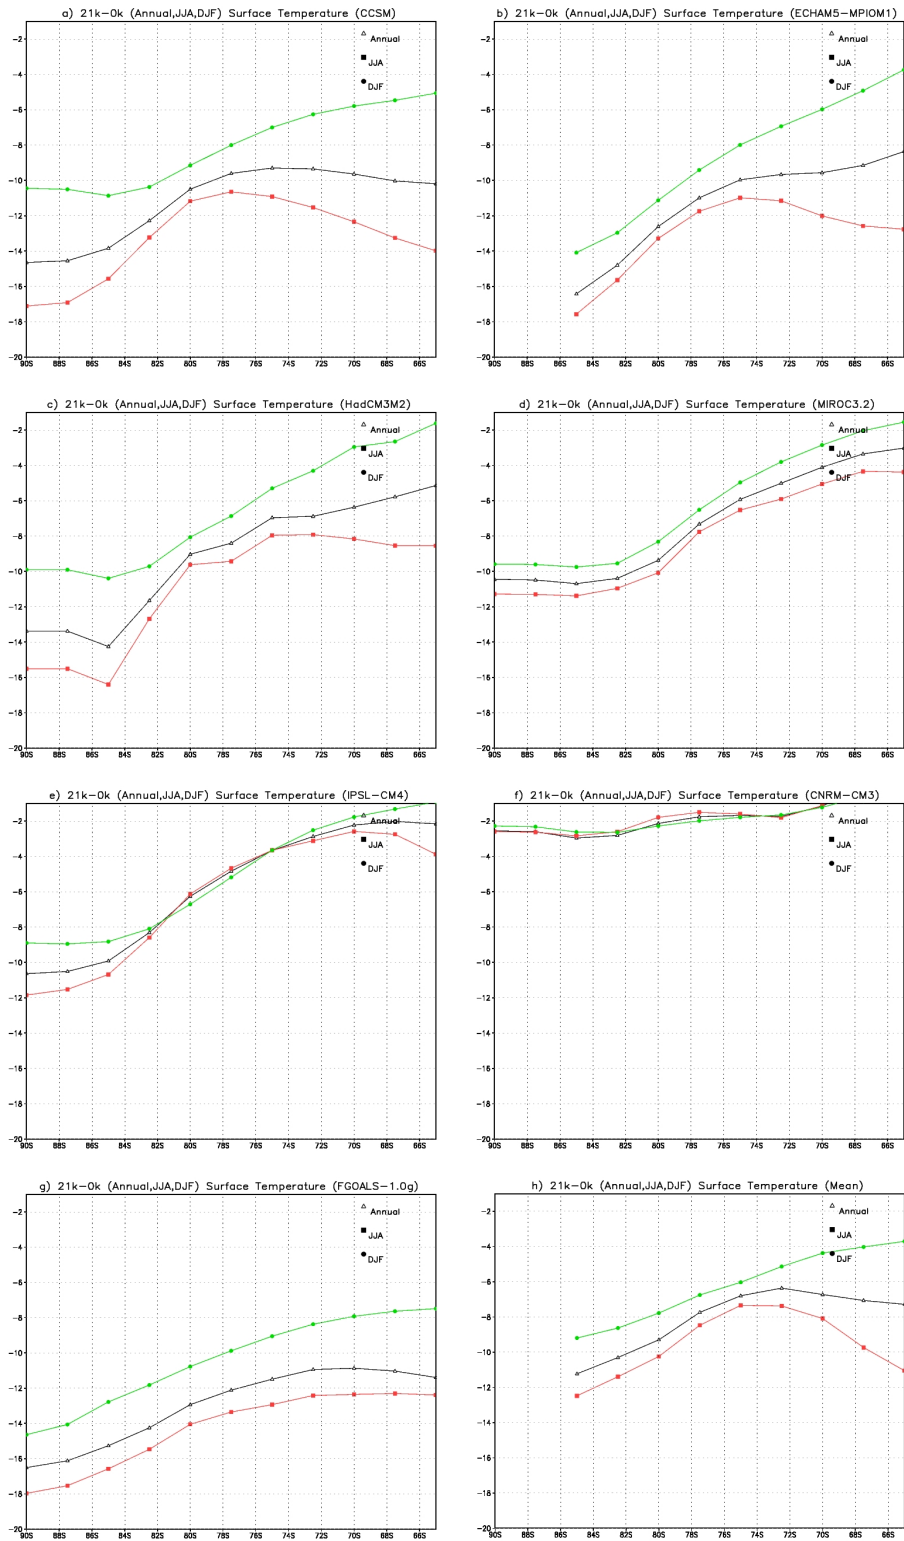 a) 21k-0k (Annual,JJA,DJF) Surface Temperature (CCSM)
Annual
JJA
DJF
-2
-4
-6
-8
-10
-12
-14
-16
-18
-20
90S 88S 86S 84S 82S 80S 78S 76S 74S 72S 70S 68S 66S
b) 21k-0k (Annual,JJA,DJF) Surface Temperature (ECHAM5-MPIOM1)
Annual
JJA
DJF
-2
-4
-6
-8
-10
-12
-14
-16
-18
-20
90S 88S 86S 84S 82S 80S 78S 76S 74S 72S 70S 68S 66S
c) 21k-0k (Annual,JJA,DJF) Surface Temperature (HadCM3M2)
Annual
JJA
DJF
-2
-4
-6
-8
-10
-12
-14
-16
-18
-20
90S 88S 86S 84S 82S 80S 78S 76S 74S 72S 70S 68S 66S
d) 21k-0k (Annual,JJA,DJF) Surface Temperature (MIROC3.2)
Annual
JJA
DJF
-2
-4
-6
-8
-10
-12
-14
-16
-18
-20
90S 88S 86S 84S 82S 80S 78S 76S 74S 72S 70S 68S 66S
e) 21k-0k (Annual,JJA,DJF) Surface Temperature (IPSL-CM4)
Annual
JJA
DJF
-2
-4
-6
-8
-10
-12
-14
-16
-18
-20
90S 88S 86S 84S 82S 80S 78S 76S 74S 72S 70S 68S 66S
f) 21k-0k (Annual,JJA,DJF) Surface Temperature (CNRM-CM3)
Annual
JJA
DJF
-2
-4
-6
-8
-10
-12
-14
-16
-18
-20
90S 88S 86S 84S 82S 80S 78S 76S 74S 72S 70S 68S 66S
g) 21k-0k (Annual,JJA,DJF) Surface Temperature (FGOALS-1.0g)
Annual
JJA
DJF
-2
-4
-6
-8
-10
-12
-14
-16
-18
-20
90S 88S 86S 84S 82S 80S 78S 76S 74S 72S 70S 68S 66S
h) 21k-0k (Annual,JJA,DJF) Surface Temperature (Mean)
Annual
JJA
DJF
-2
-4
-6
-8
-10
-12
-14
-16
-18
-20
90S 88S 86S 84S 82S 80S 78S 76S 74S 72S 70S 68S 66S